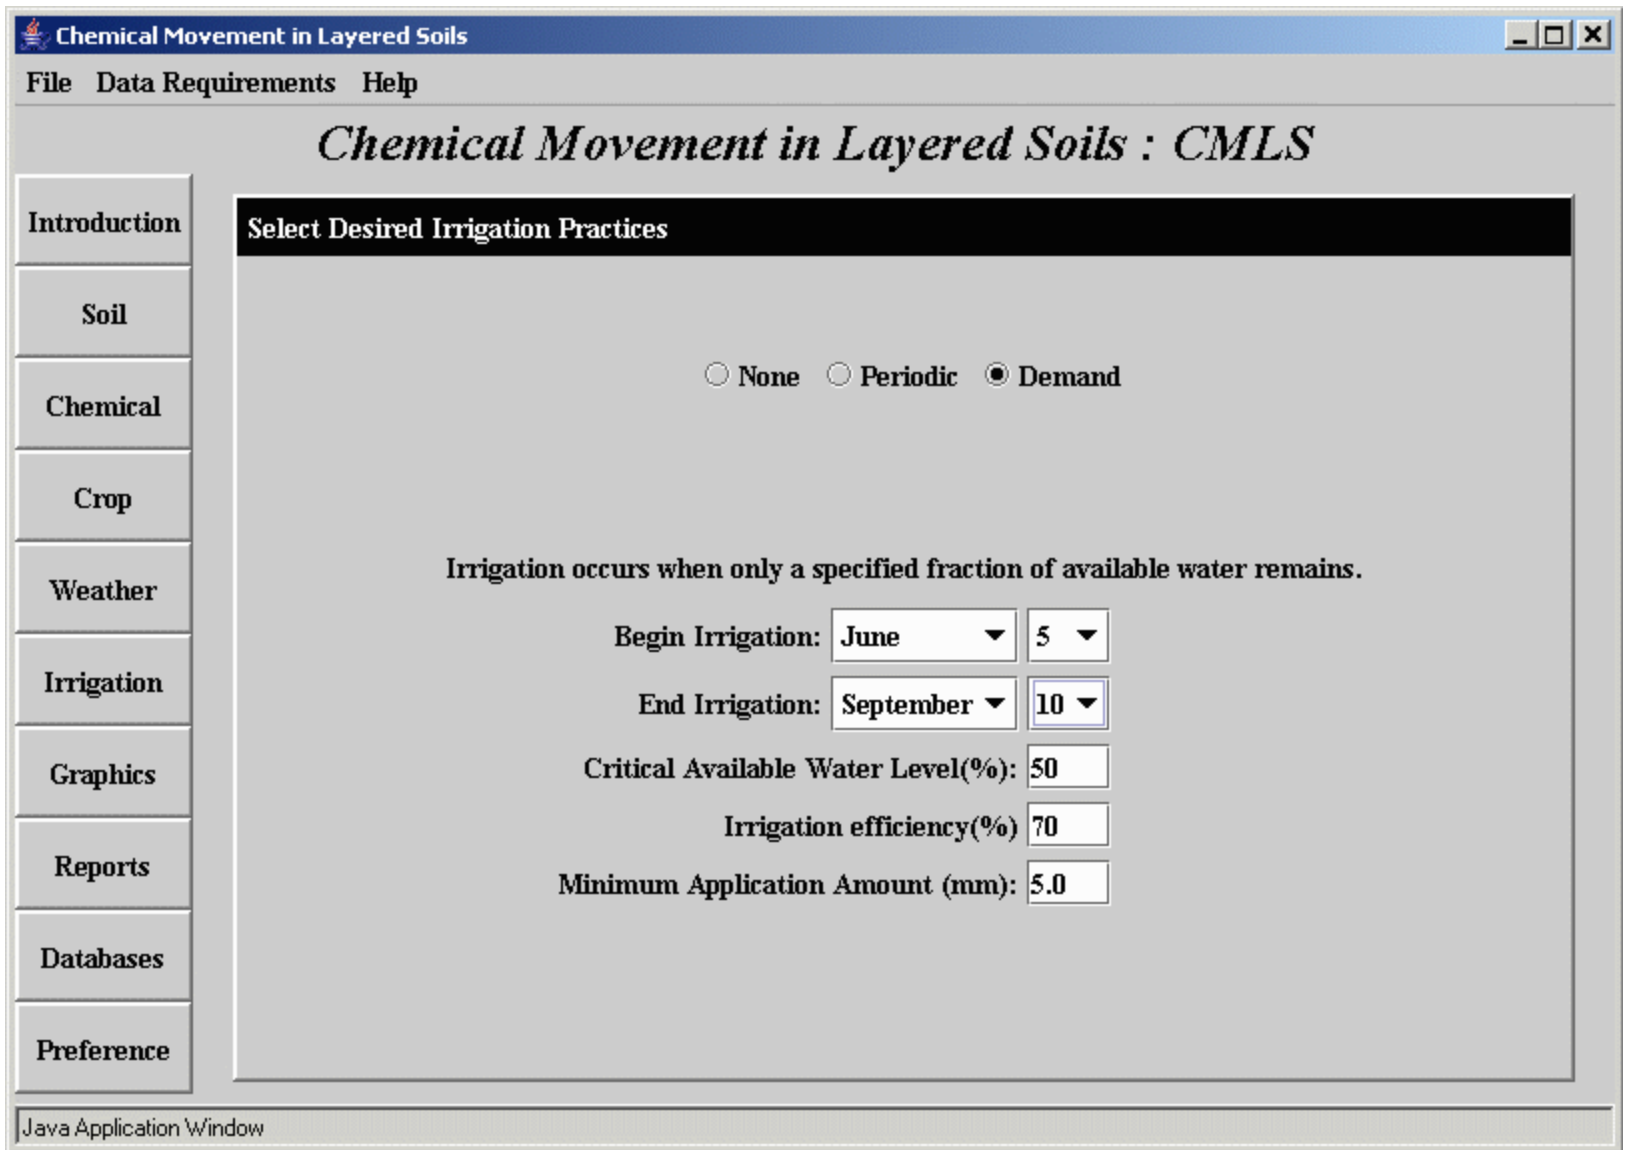 Chemical Movement in Layered Soils
File Data Requirements Help
Chemical Movement in Layered Soils : CMLS
Introduction
Soil
Chemical
Crop
Weather
Irrigation
Graphics
Reports
Databases
Preference
Select Desired Irrigation Practices
None Periodic Demand
Irrigation occurs when only a specified fraction of available water remains.
Begin Irrigation: June 5
End Irrigation: September 10
Critical Available Water Level(%): 50
Irrigation efficiency(%) 70
Minimum Application Amount (mm): 5.0
Java Application Window